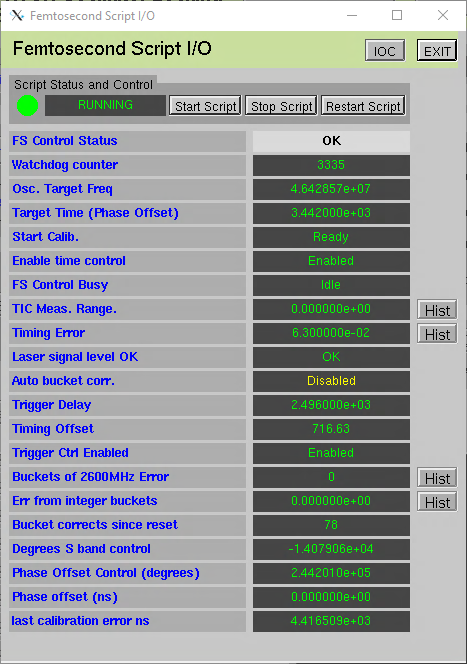 Femtosecond Script I/O
Femtosecond Script I/O IOC EXIT
Script Status and Control
RUNNING Start Script Stop Script Restart Script
FS Control Status OK
Watchdog counter 3335
Osc. Target Freq 4.642857e+07
Target Time (Phase Offset) 3.442000e+03
Start Calib. Ready
Enable time control Enabled
FS Control Busy Idle
TIC Meas. Range. 0.000000e+00 Hist
Timing Error 6.300000e-02 Hist
Laser signal level OK OK
Auto bucket corr. Disabled
Trigger Delay 2.496000e+03
Timing Offset 716.63
Trigger Ctrl Enabled Enabled
Buckets of 2600MHz Error 0 Hist
Err from integer buckets 0.000000e+00 Hist
Bucket corrects since reset 78
Degrees S band control -1.407906e+04
Phase Offset Control (degrees) 2.442010e+05
Phase offset (ns) 0.000000e+00
last calibration error ns 4.416509e+03